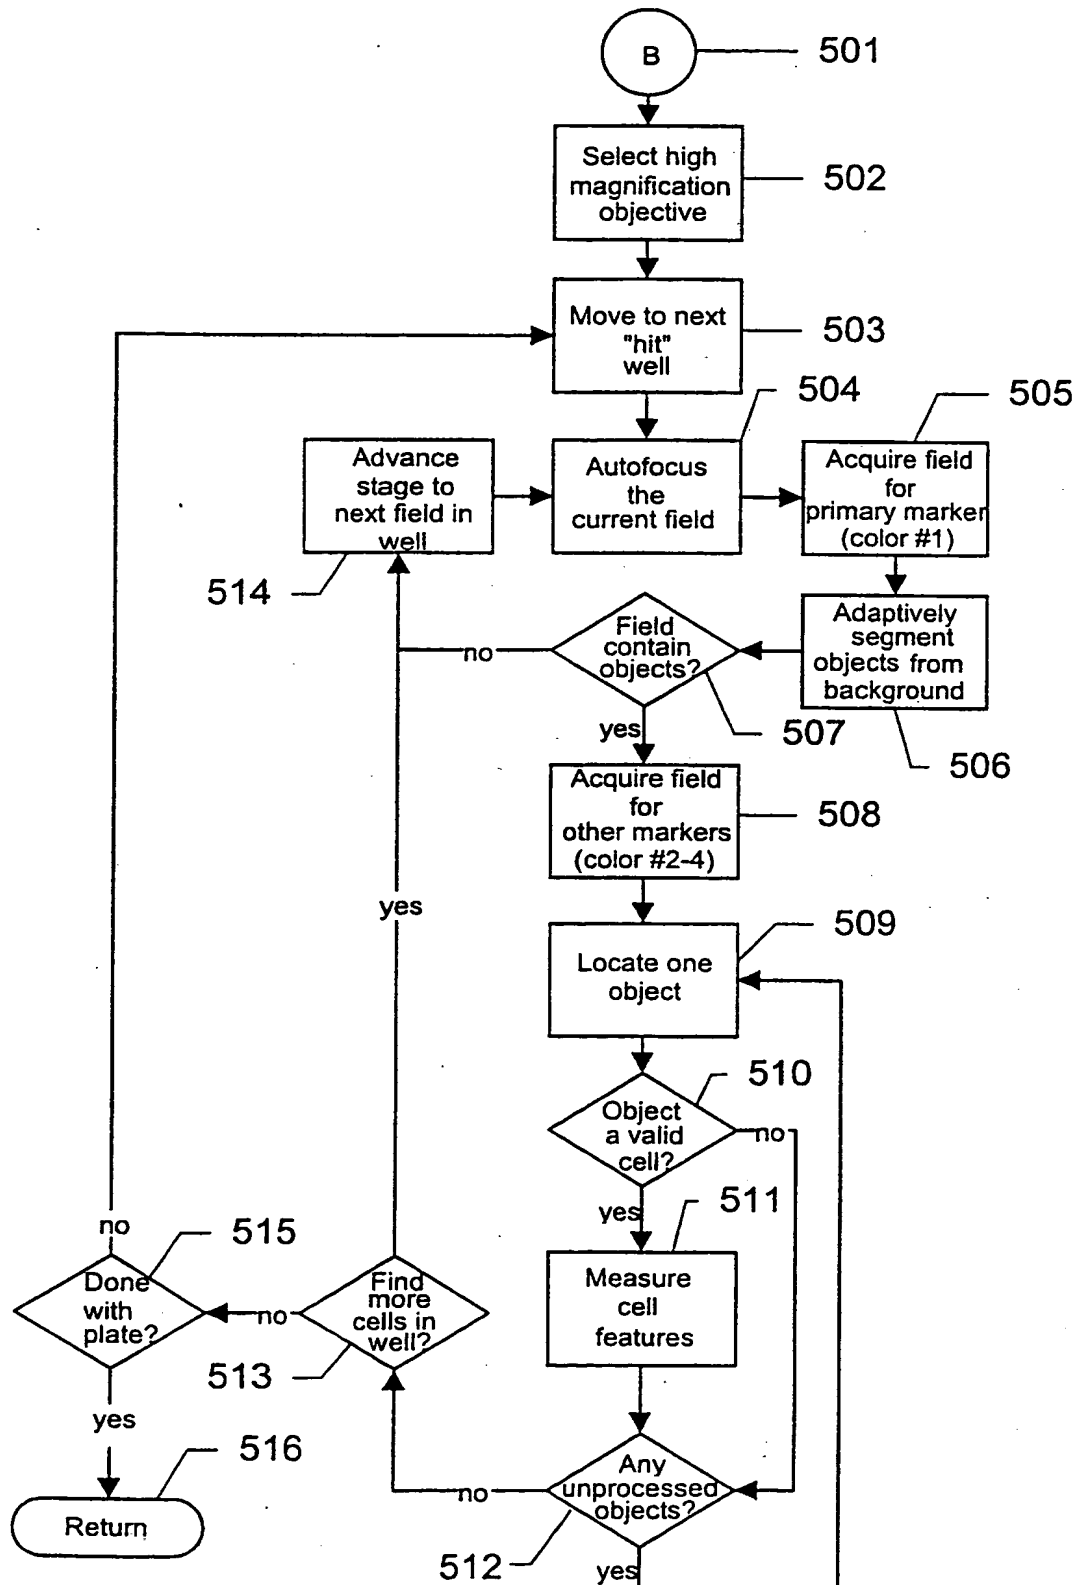 B
501
Select high
magnification
objective
502
Move to next
"hit"
well
503
504
505
Advance
stage to
next field in
well
Autofocus
the
current field
Acquire field
for
primary marker
(color #1)
514
Field
contain
objects?
no
Adaptively
segment
objects from
background
507
506
yes
Acquire field
for
other markers
(color #2-4)
508
yes
509
Locate one
object
510
Object
a valid
cell?
no
yes
511
no
515
Done
with
plate?
no
Find
more
cells in
well?
Measure
cell
features
513
yes
516
Any
unprocessed
objects?
no
Return
512
yes